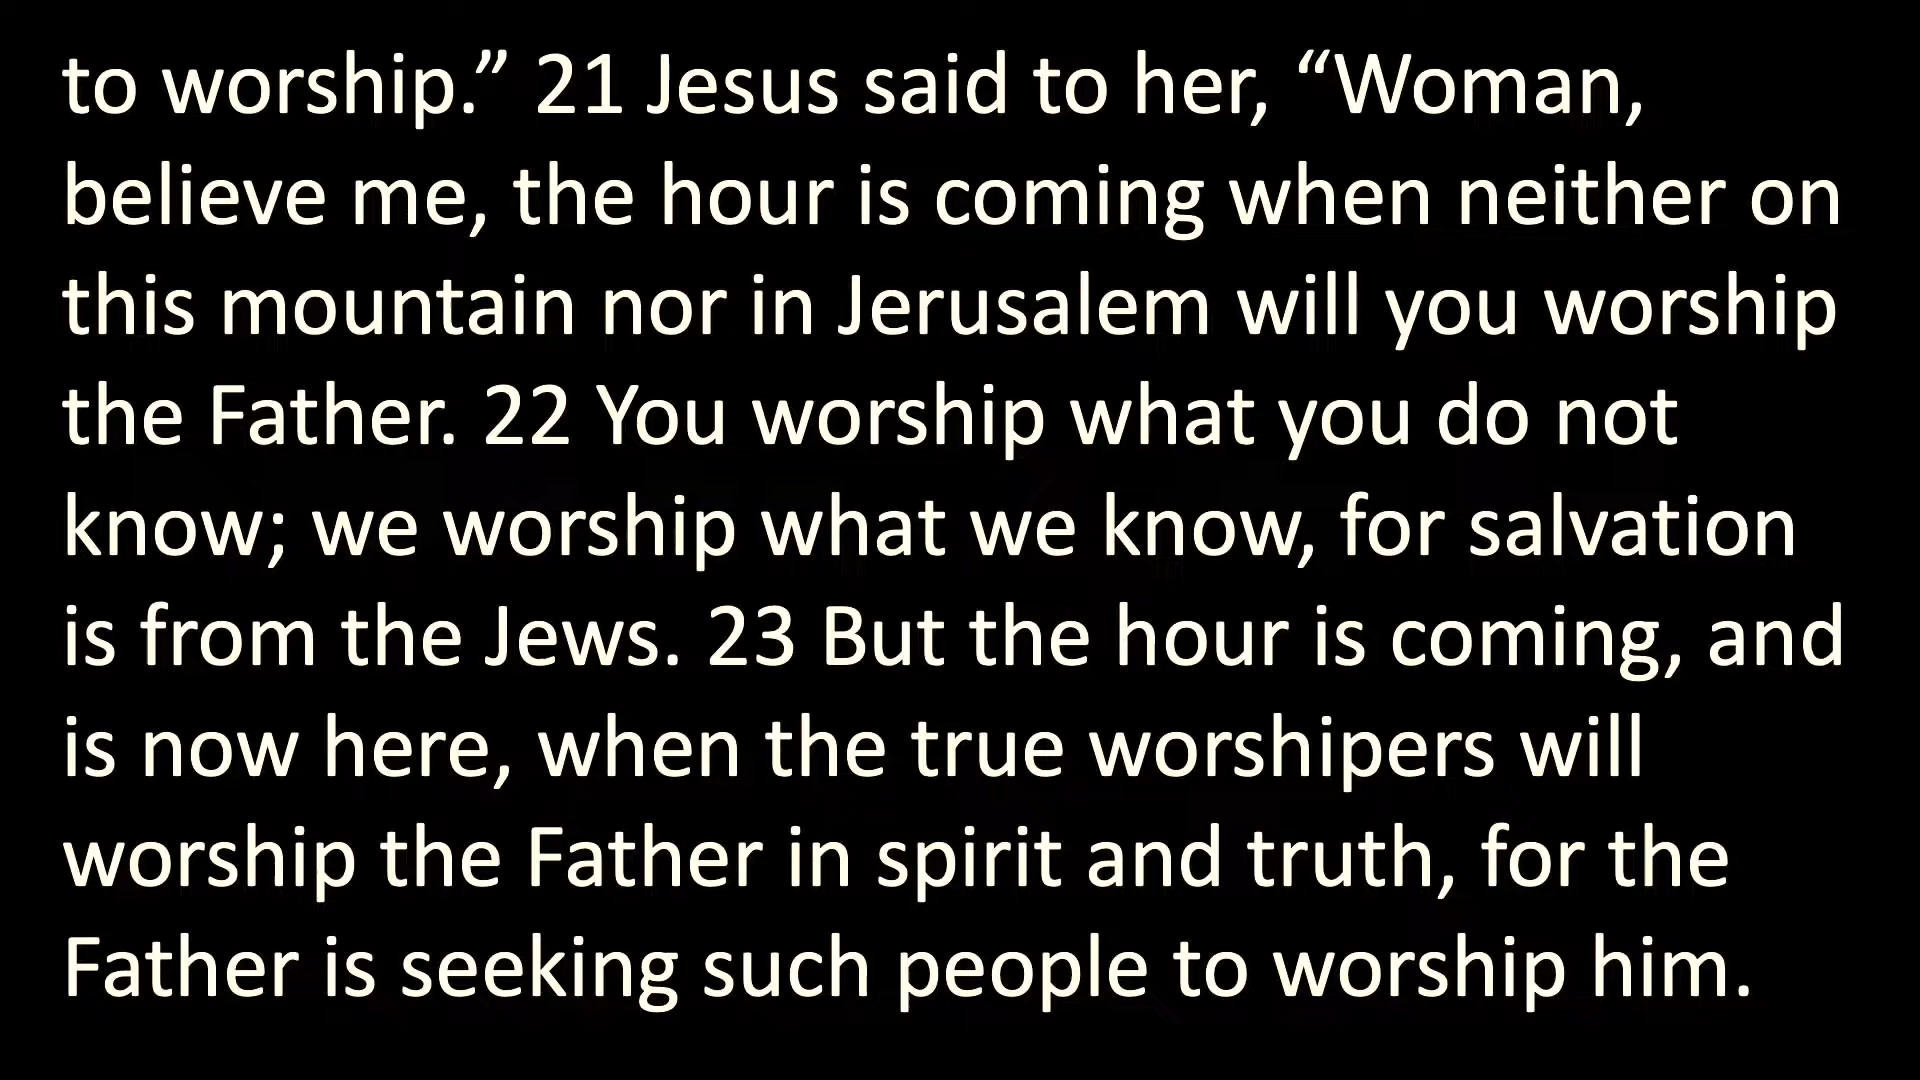 to worship.” 21 Jesus said to her, “Woman,
believe me, the hour is coming when neither on
this mountain nor in Jerusalem will you worship
the Father. 22 You worship what you do not
know; we worship what we know, for salvation
is from the Jews. 23 But the hour is coming, and
is now here, when the true worshipers will
worship the Father in spirit and truth, for the
Father is seeking such people to worship him.